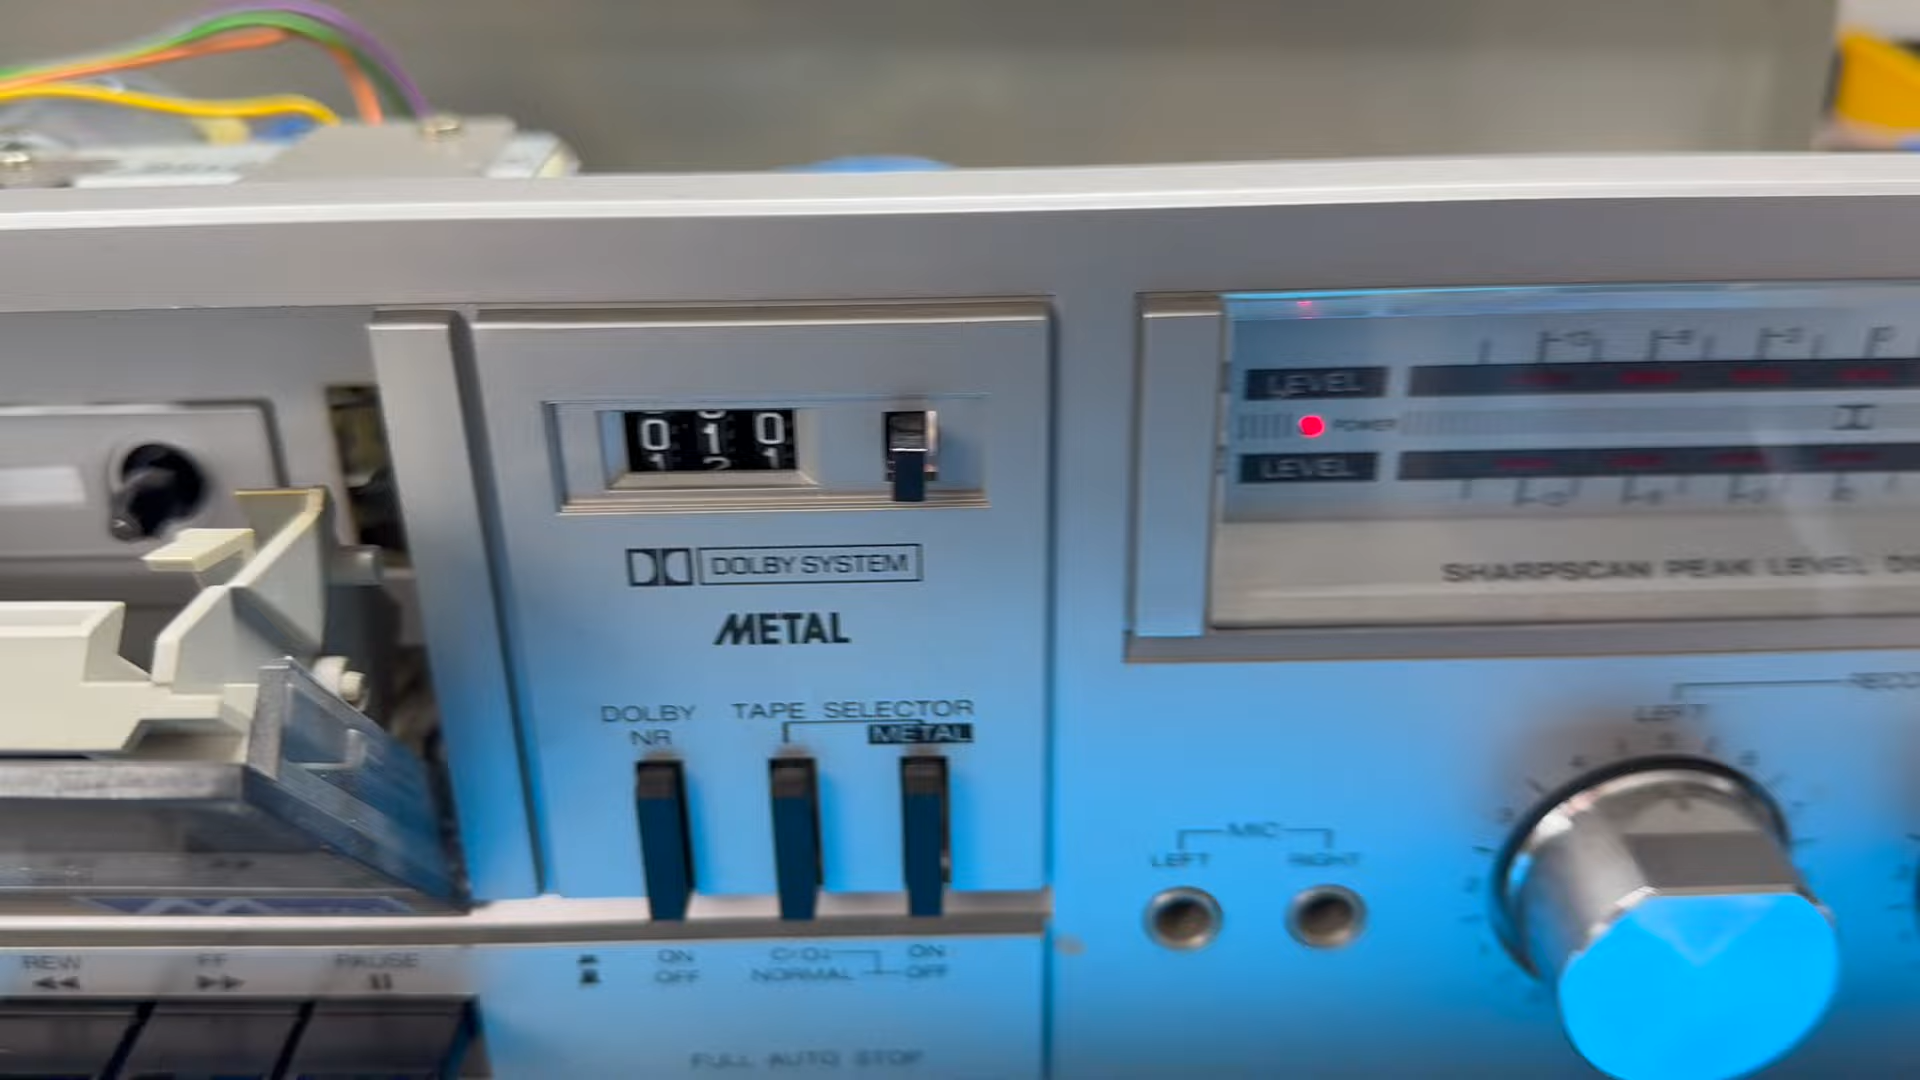 010
DOLBY SYSTEM
METAL
DOLBY NR
TAPE SELECTOR
METAL
ON
OFF
NORMAL
ON
OFF
FULL AUTO STOP
REW
FF
PAUSE
LEVEL
POWER
LEVEL
SHARPSCAN PEAK LEVEL
LEFT
MIC
LEFT
RIGHT